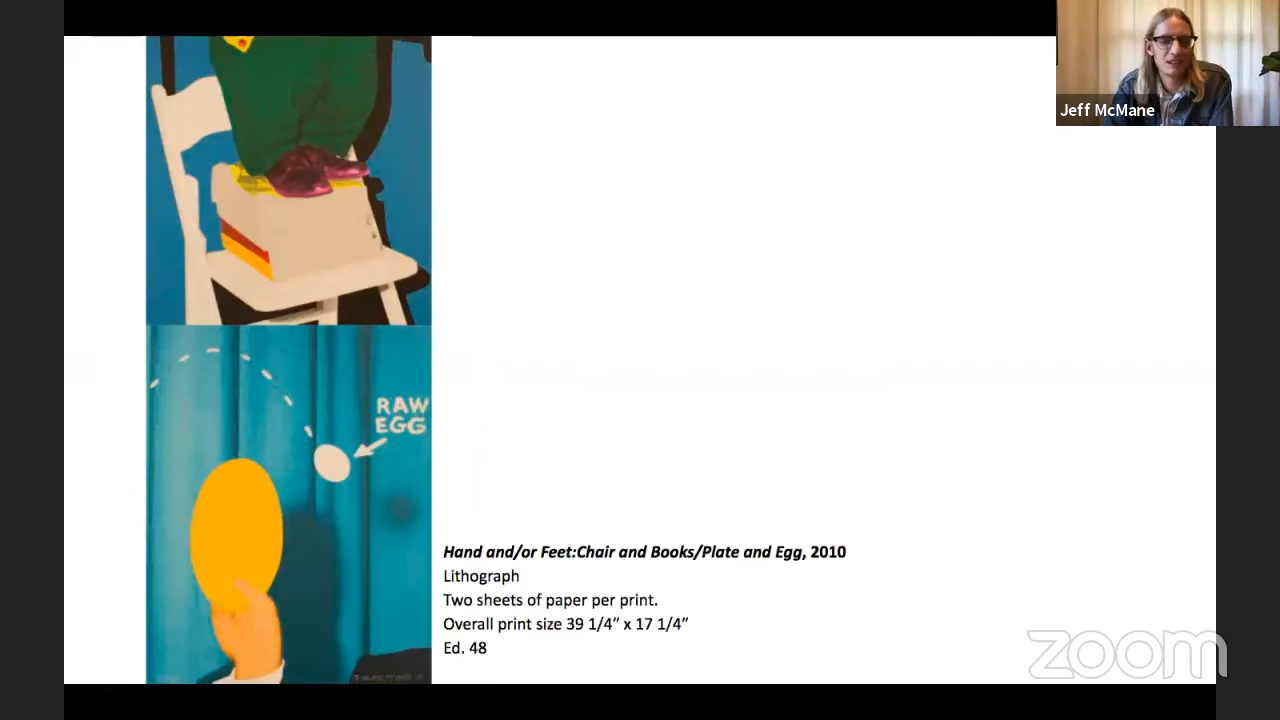 Jeff McMane
RAW
EGG
Hand and/or Feet:Chair and Books/Plate and Egg, 2010
Lithograph
Two sheets of paper per print.
Overall print size 39 1/4” x 17 1/4”
Ed. 48
zoom